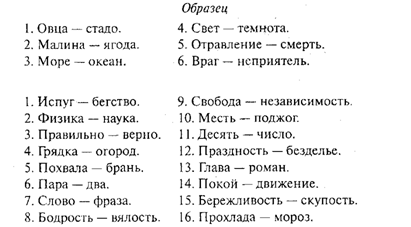 Образец
1. Овца — стадо.
2. Малина — ягода.
3. Море — океан.
4. Свет — темнота.
5. Отравление — смерть.
6. Враг — неприятель.
1. Испуг — бегство.
2. Физика — наука.
3. Правильно — верно.
4. Грядка — огород.
5. Похвала — брань.
6. Пара — два.
7. Слово — фраза.
8. Бодрость — вялость.
9. Свобода — независимость.
10. Месть — поджог.
11. Десять — число.
12. Праздность — безделье.
13. Глава — роман.
14. Покой — движение.
15. Бережливость — скупость.
16. Прохлада — мороз.